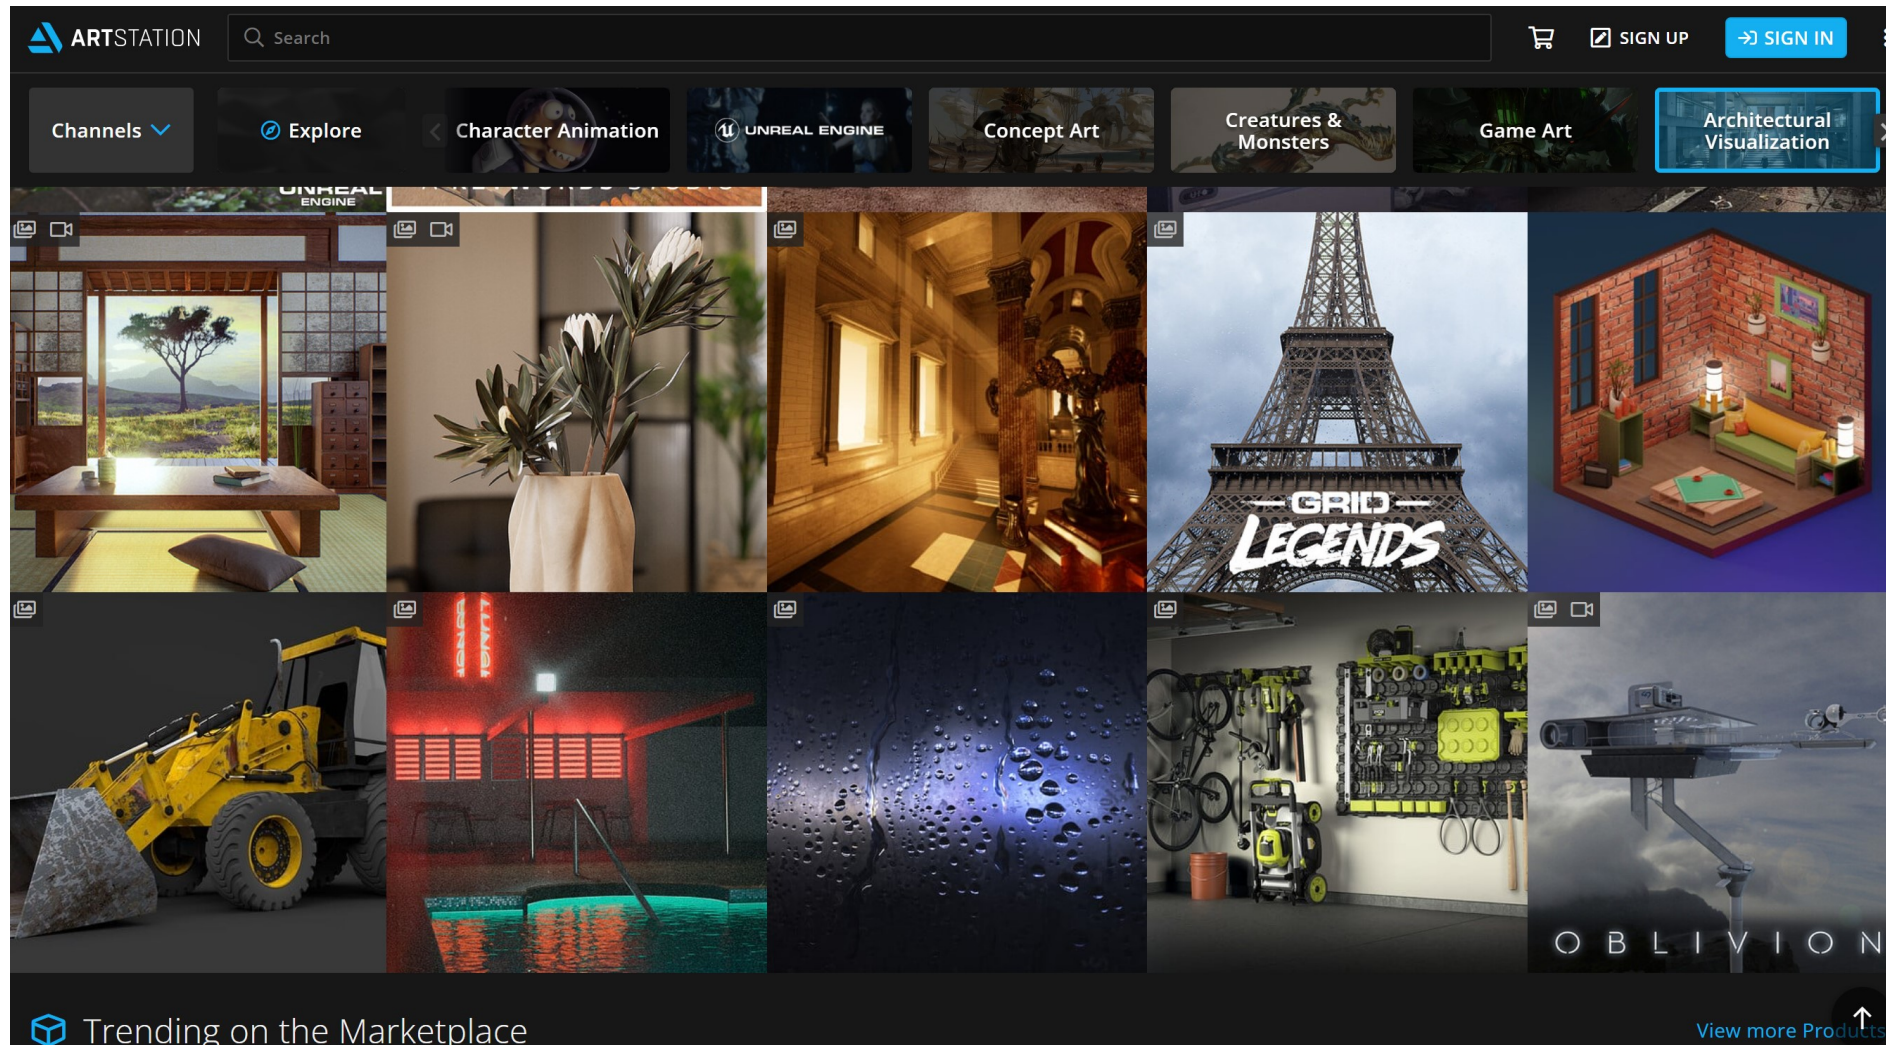 ARTSTATION
Search
SIGN UP
SIGN IN
Channels
Explore
Character Animation
UNREAL ENGINE
Concept Art
Creatures &
Monsters
Game Art
Architectural
Visualization
UNREAL
ENGINE
GRID
LEGENDS
OBLIVION
Trending on the Marketplace
View more Products